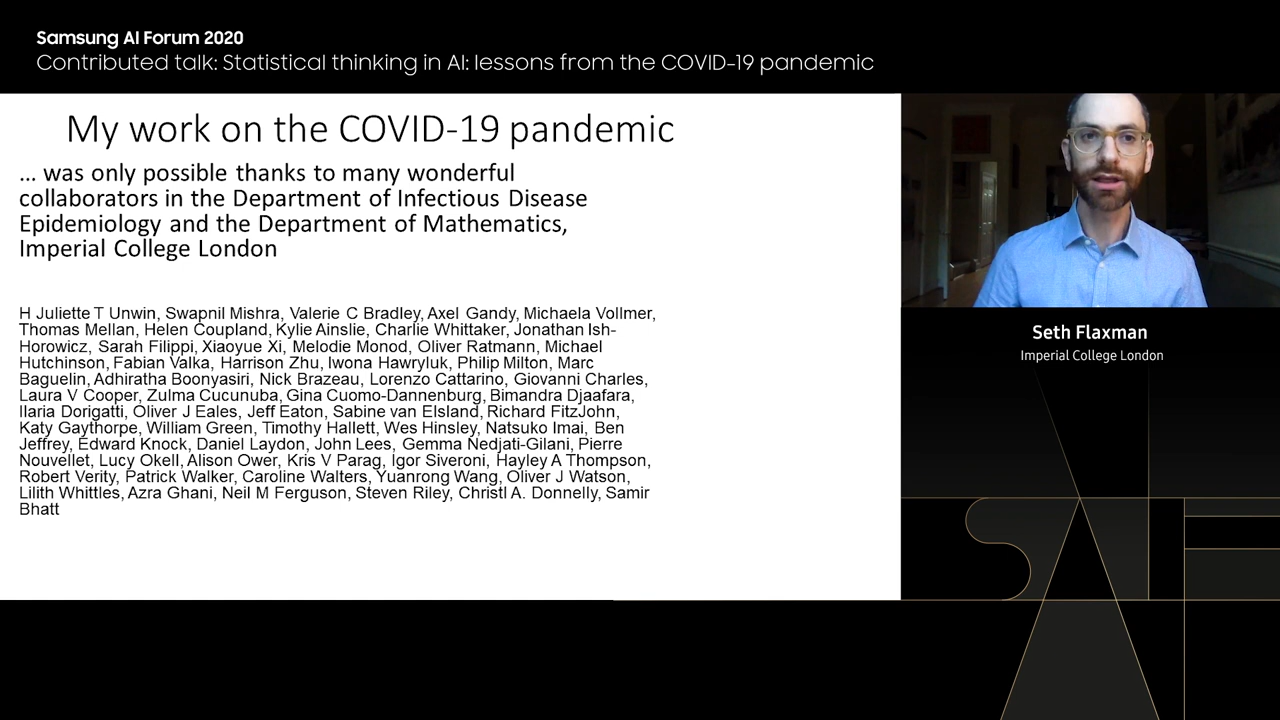 Samsung AI Forum 2020
Contributed talk: Statistical thinking in AI: lessons from the COVID-19 pandemic
My work on the COVID-19 pandemic
... was only possible thanks to many wonderful
collaborators in the Department of Infectious Disease
Epidemiology and the Department of Mathematics,
Imperial College London
H Juliette T Unwin, Swapnil Mishra, Valerie C Bradley, Axel Gandy, Michaela Vollmer,
Thomas Mellan, Helen Coupland, Kylie Ainslie, Charlie Whittaker, Jonathan Ish-
Horowicz, Sarah Filippi, Xiaoyue Xi, Melodie Monod, Oliver Ratmann, Michael
Hutchinson, Fabian Valka, Harrison Zhu, Iwona Hawryluk, Philip Milton, Marc
Baguelin, Adhiratha Boonyasiri, Nick Brazeau, Lorenzo Cattarino, Giovanni Charles,
Laura V Cooper, Zulma Cucunuba, Gina Cuomo-Dannenburg, Bimandra Djaafara,
Ilaria Dorigatti, Oliver J Eales, Jeff Eaton, Sabine van Elsland, Richard FitzJohn,
Katy Gaythorpe, William Green, Timothy Hallett, Wes Hinsley, Natsuko Imai, Ben
Jeffrey, Edward Knock, Daniel Laydon, John Lees, Gemma Nedjati-Gilani, Pierre
Nouvellet, Lucy Okell, Alison Ower, Kris V Parag, Igor Siveroni, Hayley A Thompson,
Robert Verity, Patrick Walker, Caroline Walters, Yuanrong Wang, Oliver J Watson,
Lilith Whittles, Azra Ghani, Neil M Ferguson, Steven Riley, Christl A. Donnelly, Samir
Bhatt
Seth Flaxman
Imperial College London